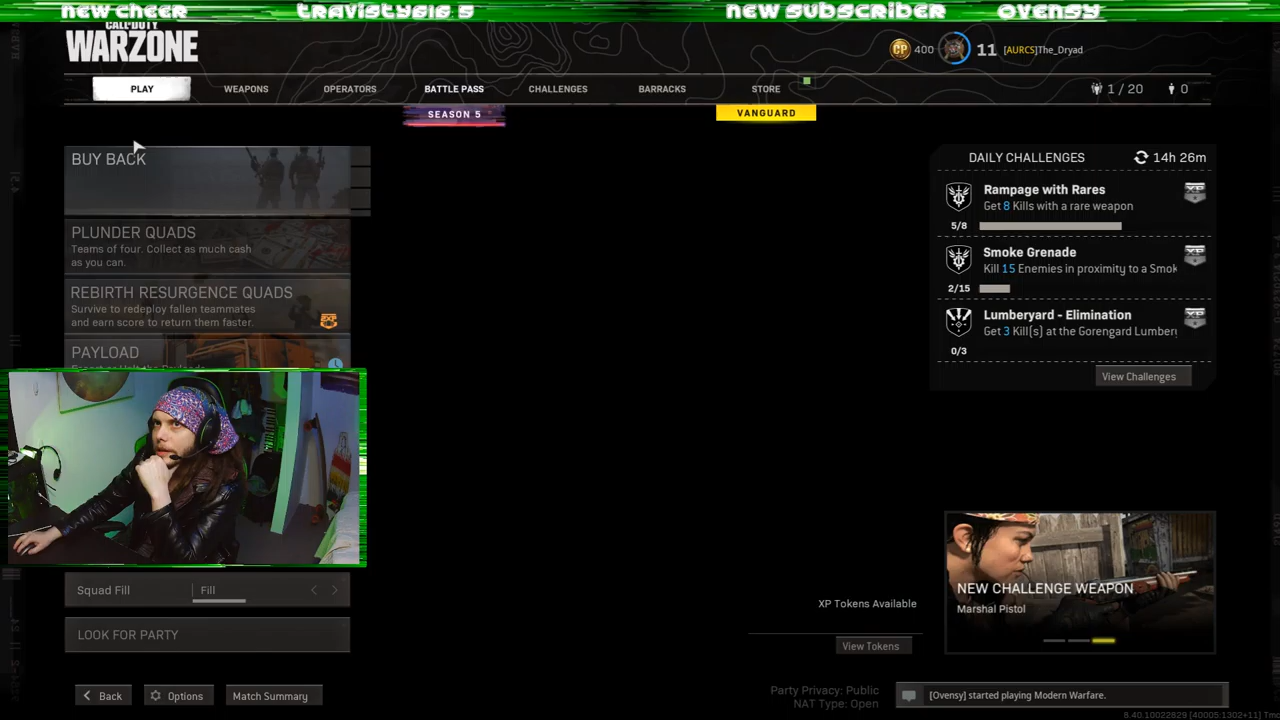 NEW CHEER
TRAVISTYSIS 5
NEW SUBSCRIBER
OVENSY
CALL OF DUTY
WARZONE
CP 400
11
[AURCS]The_Dryad
PLAY
WEAPONS
OPERATORS
BATTLE PASS
CHALLENGES
BARRACKS
STORE
1 / 20
0
SEASON 5
VANGUARD
BUY BACK
PLUNDER QUADS
Teams of four. Collect as much cash
as you can.
REBIRTH RESURGENCE QUADS
Survive to redeploy fallen teammates
and earn score to return them faster.
2XP
PAYLOAD
Squad Fill
Fill
LOOK FOR PARTY
Back
Options
Match Summary
DAILY CHALLENGES
14h 26m
Rampage with Rares
Get 8 Kills with a rare weapon
XP
5/8
Smoke Grenade
Kill 15 Enemies in proximity to a Smok
XP
2/15
Lumberyard - Elimination
Get 3 Kill(s) at the Gorengard Lumber
XP
0/3
View Challenges
NEW CHALLENGE WEAPON
Marshal Pistol
XP Tokens Available
View Tokens
Party Privacy: Public
NAT Type: Open
[Ovensy] started playing Modern Warfare.